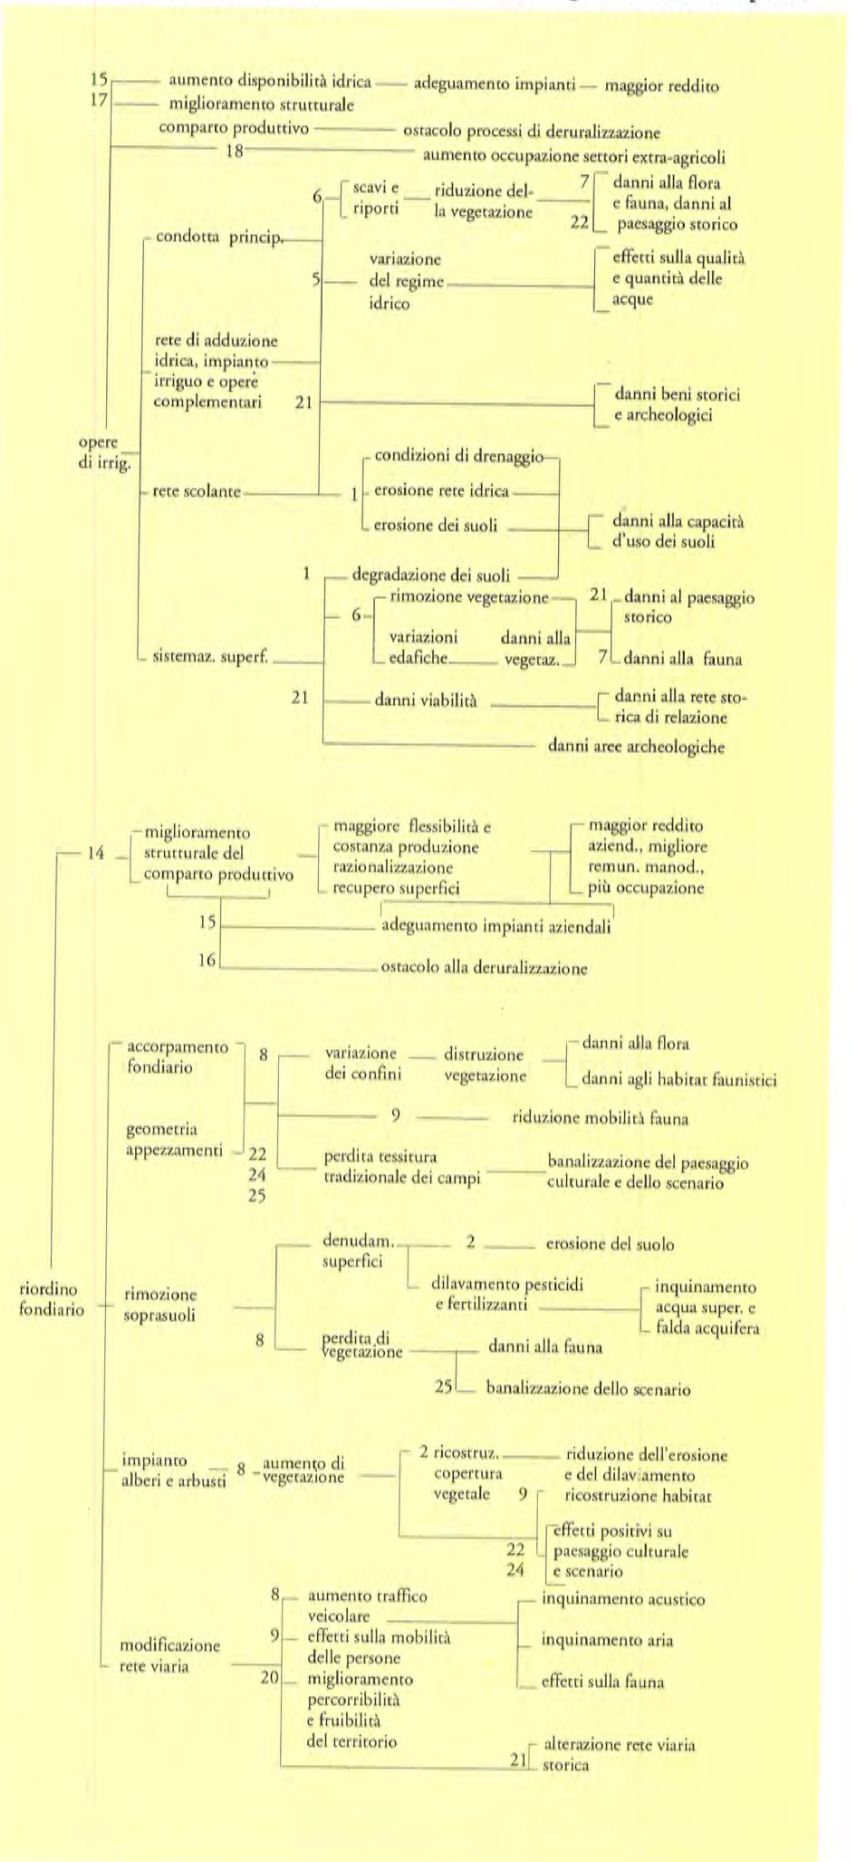 15 aumento disponibilità idrica adeguamento impianti maggior reddito
17 miglioramento strutturale
comparto produttivo ostacolo processi di deruralizzazione
18 aumento occupazione settori extra-agricoli
6 scavi e riduzione del- 7 danni alla flora
riporti la vegetazione e fauna, danni al
22 paesaggio storico
condotta princip.
variazione effetti sulla qualità
5 del regime e quantità delle
idrico acque
rete di adduzione
idrica, impianto
irriguo e opere danni beni storici
complementari 21 e archeologici
opere
di irrig.
condizioni di drenaggio
rete scolante 1 erosione rete idrica
erosione dei suoli danni alla capacità
d'uso dei suoli
1 degradazione dei suoli
rimozione vegetazione 21 danni al paesaggio
6 storico
variazioni danni alla
sistemaz. superf. edafiche vegetaz. 7 danni alla fauna
21 danni viabilità danni alla rete sto-
rica di relazione
danni aree archeologiche
miglioramento maggiore flessibilità e maggior reddito
14 strutturale del costanza produzione aziend., migliore
comparto produttivo razionalizzazione remun. manod.,
recupero superfici più occupazione
15 adeguamento impianti aziendali
16 ostacolo alla deruralizzazione
accorpamento 8 variazione distruzione danni alla flora
fondiario dei confini vegetazione danni agli habitat faunistici
9 riduzione mobilità fauna
geometria
appezzamenti 22 perdita tessitura banalizzazione del paesaggio
24 tradizionale dei campi culturale e dello scenario
25
denudam. 2 erosione del suolo
superfici
riordino
fondiario
rimozione dilavamento pesticidi inquinamento
soprasuoli e fertilizzanti acqua super. e
falda acquifera
8 perdita di danni alla fauna
vegetazione
25 banalizzazione dello scenario
impianto 8 aumento di 2 ricostruz. riduzione dell'erosione
alberi e arbusti vegetazione copertura e del dilavamento
vegetale 9 ricostruzione habitat
effetti positivi su
22 paesaggio culturale
24 e scenario
8 aumento traffico inquinamento acustico
veicolare
9 effetti sulla mobilità inquinamento aria
modificazione delle persone
rete viaria 20 miglioramento effetti sulla fauna
percorribilità
e fruibilità
del territorio alterazione rete viaria
21 storica